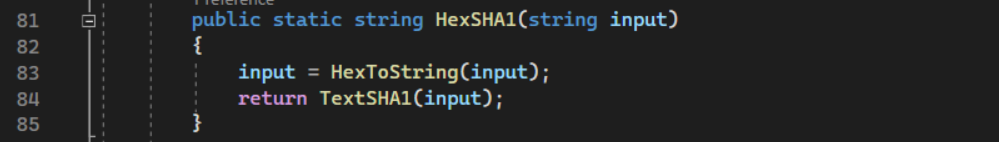 1 reference
81 public static string HexSHA1(string input)
82 {
83 input = HexToString(input);
84 return TextSHA1(input);
85 }